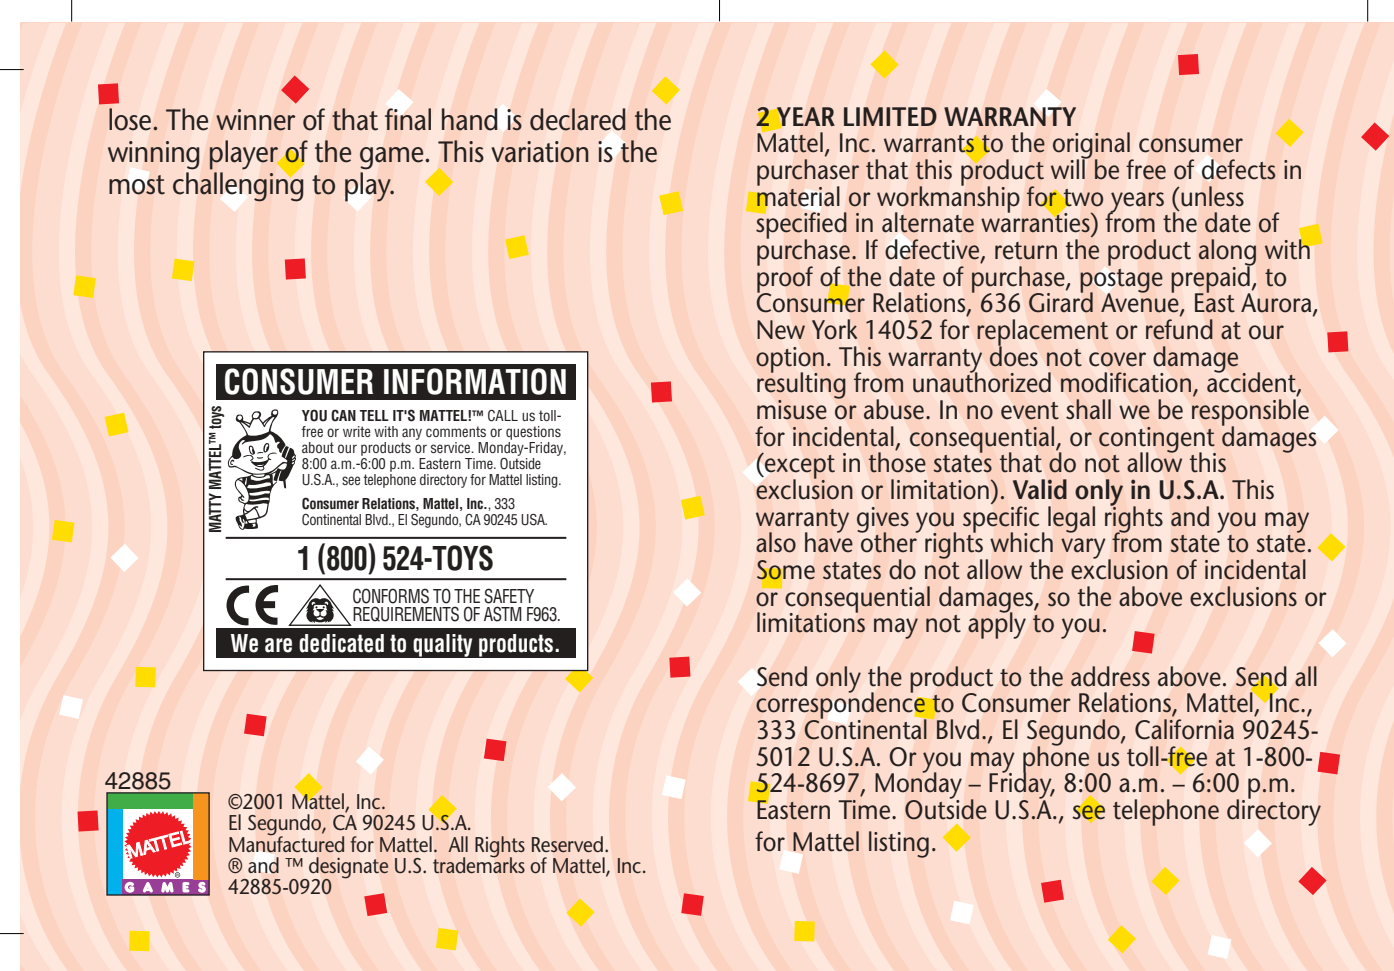 lose. The winner of that final hand is declared the
winning player of the game. This variation is the
most challenging to play.
CONSUMER INFORMATION
MATTY MATTEL™ toys
YOU CAN TELL IT'S MATTEL!™ CALL us toll-
free or write with any comments or questions
about our products or service. Monday-Friday,
8:00 a.m.-6:00 p.m. Eastern Time. Outside
U.S.A., see telephone directory for Mattel listing.
Consumer Relations, Mattel, Inc., 333
Continental Blvd., El Segundo, CA 90245 USA.
1 (800) 524-TOYS
CE
CONFORMS TO THE SAFETY
REQUIREMENTS OF ASTM F963.
We are dedicated to quality products.
42885
MATTEL
®
GAMES
©2001 Mattel, Inc.
El Segundo, CA 90245 U.S.A.
Manufactured for Mattel.  All Rights Reserved.
® and ™ designate U.S. trademarks of Mattel, Inc.
42885-0920
2 YEAR LIMITED WARRANTY
Mattel, Inc. warrants to the original consumer
purchaser that this product will be free of defects in
material or workmanship for two years (unless
specified in alternate warranties) from the date of
purchase. If defective, return the product along with
proof of the date of purchase, postage prepaid, to
Consumer Relations, 636 Girard Avenue, East Aurora,
New York 14052 for replacement or refund at our
option. This warranty does not cover damage
resulting from unauthorized modification, accident,
misuse or abuse. In no event shall we be responsible
for incidental, consequential, or contingent damages
(except in those states that do not allow this
exclusion or limitation). Valid only in U.S.A. This
warranty gives you specific legal rights and you may
also have other rights which vary from state to state.
Some states do not allow the exclusion of incidental
or consequential damages, so the above exclusions or
limitations may not apply to you.
Send only the product to the address above. Send all
correspondence to Consumer Relations, Mattel, Inc.,
333 Continental Blvd., El Segundo, California 90245-
5012 U.S.A. Or you may phone us toll-free at 1-800-
524-8697, Monday – Friday, 8:00 a.m. – 6:00 p.m.
Eastern Time. Outside U.S.A., see telephone directory
for Mattel listing.